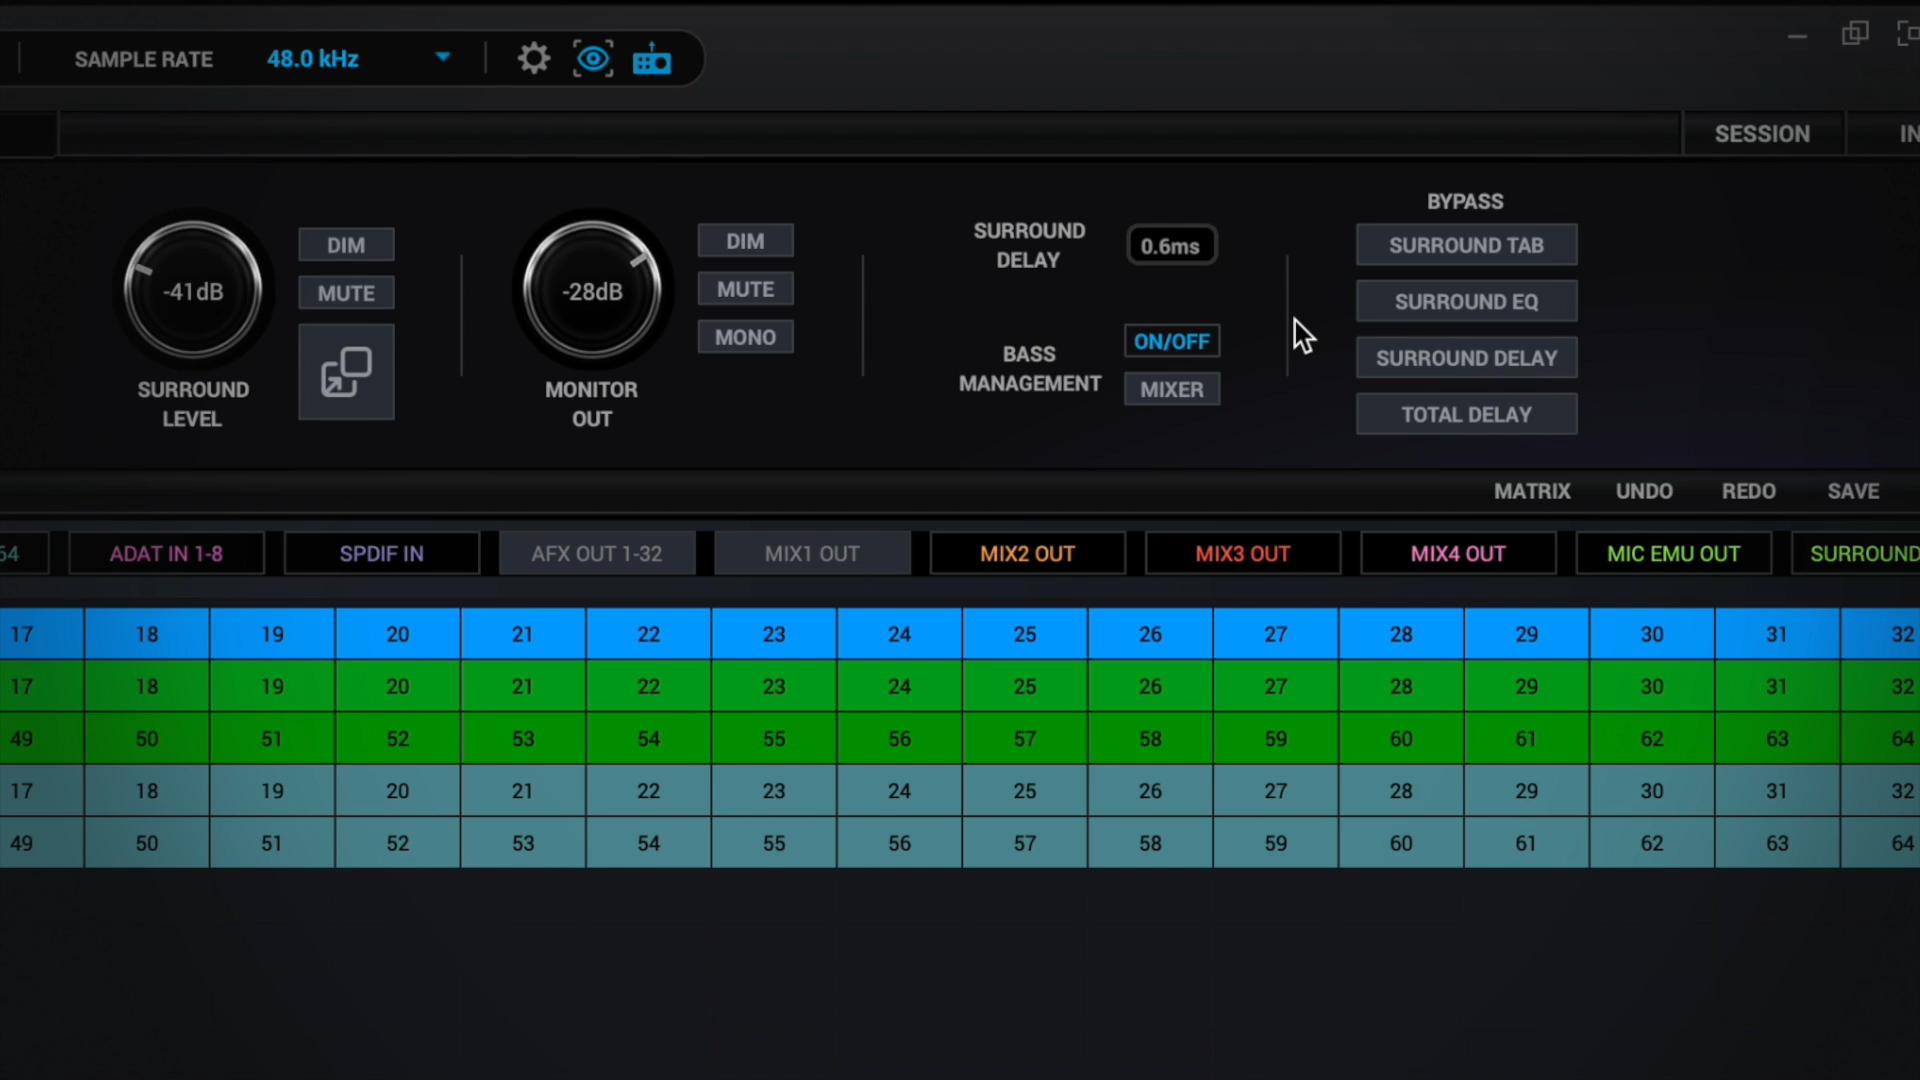 SAMPLE RATE 48.0 kHz
SESSION IN
-41dB
DIM
MUTE
SURROUND
LEVEL
-28dB
DIM
MUTE
MONO
MONITOR
OUT
SURROUND
DELAY
0.6ms
BASS
MANAGEMENT
ON/OFF
MIXER
BYPASS
SURROUND TAB
SURROUND EQ
SURROUND DELAY
TOTAL DELAY
MATRIX UNDO REDO SAVE
64 ADAT IN 1-8 SPDIF IN AFX OUT 1-32 MIX1 OUT MIX2 OUT MIX3 OUT MIX4 OUT MIC EMU OUT SURROUND
17 18 19 20 21 22 23 24 25 26 27 28 29 30 31 32
17 18 19 20 21 22 23 24 25 26 27 28 29 30 31 32
49 50 51 52 53 54 55 56 57 58 59 60 61 62 63 64
17 18 19 20 21 22 23 24 25 26 27 28 29 30 31 32
49 50 51 52 53 54 55 56 57 58 59 60 61 62 63 64